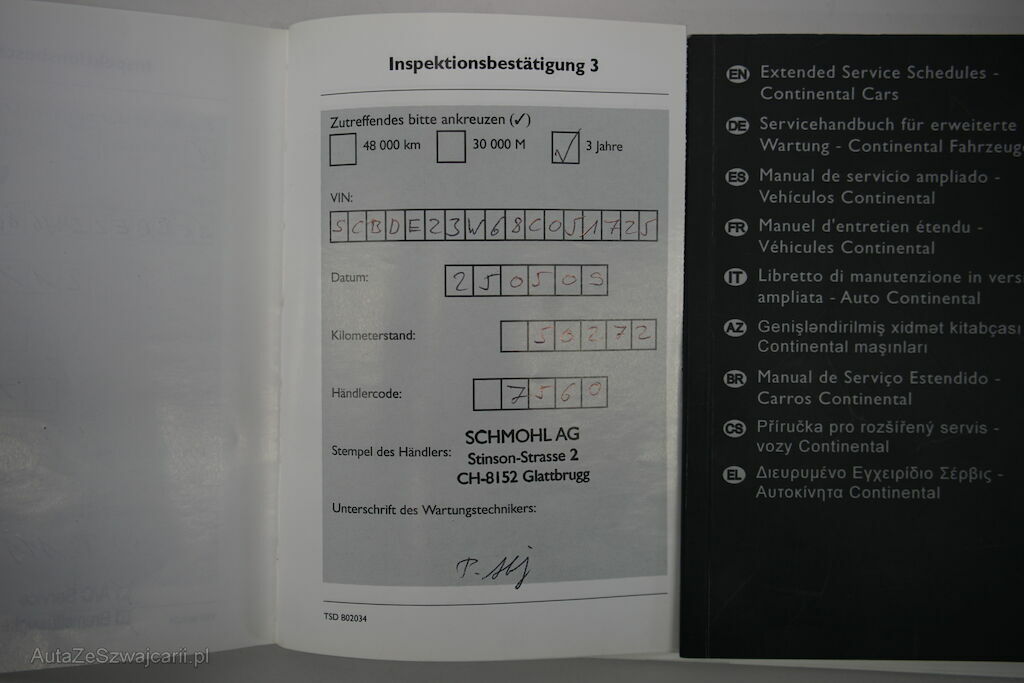 Inspektionsbestätigung 3
Zutreffendes bitte ankreuzen (✓)
48 000 km 30 000 M ✓ 3 Jahre
VIN:
SCBDE23W68C051725
Datum: 250509
Kilometerstand: 50272
Händlercode: 7560
Stempel des Händlers: SCHMOHL AG
Stinson-Strasse 2
CH-8152 Glattbrugg
Unterschrift des Wartungstechnikers:
TSD B02034
EN Extended Service Schedules -
Continental Cars
DE Servicehandbuch für erweiterte
Wartung - Continental Fahrzeuge
ES Manual de servicio ampliado -
Vehículos Continental
FR Manuel d'entretien étendu -
Véhicules Continental
IT Libretto di manutenzione in vers
ampliata - Auto Continental
AZ Genişləndirilmiş xidmət kitabçası
Continental maşınları
BR Manual de Serviço Estendido -
Carros Continental
CS Příručka pro rozšířený servis -
vozy Continental
EL Διευρυμένο Εγχειρίδιο Σέρβις -
Αυτοκίνητα Continental
AutaZeSzwajcarii.pl